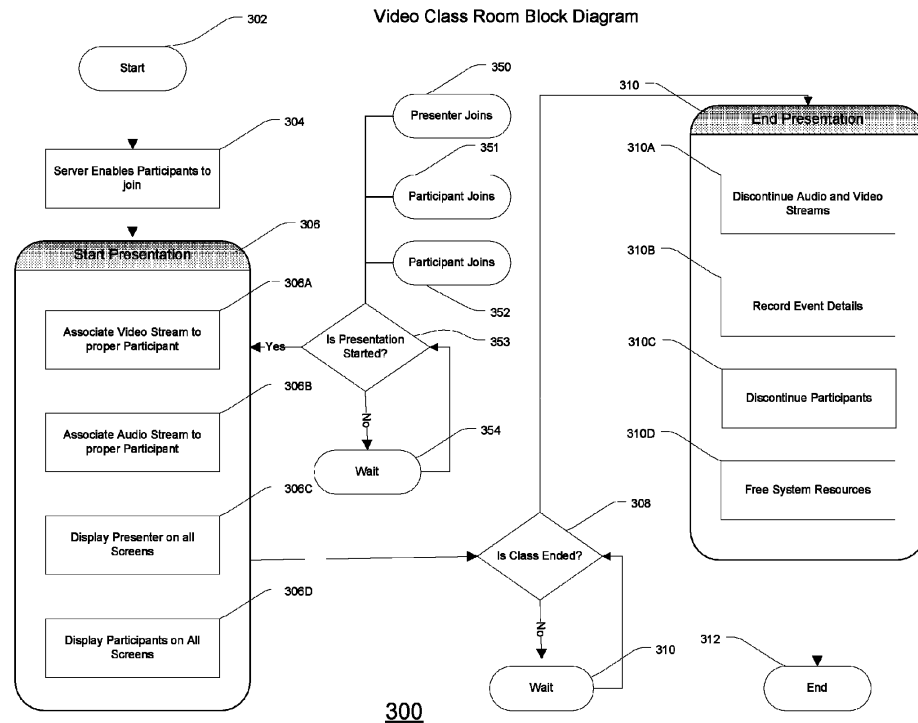 Video Class Room Block Diagram
302
Start
304
Server Enables Participants to
join
306
Start Presentation
306A
Associate Video Stream to
proper Participant
306B
Associate Audio Stream to
proper Participant
306C
Display Presenter on all
Screens
306D
Display Participants on All
Screens
350
Presenter Joins
351
Participant Joins
Participant Joins
352
Is Presentation
Started?
353
Yes
No
354
Wait
308
Is Class Ended?
No
310
Wait
310
End Presentation
310A
Discontinue Audio and Video
Streams
310B
Record Event Details
310C
Discontinue Participants
310D
Free System Resources
312
End
300